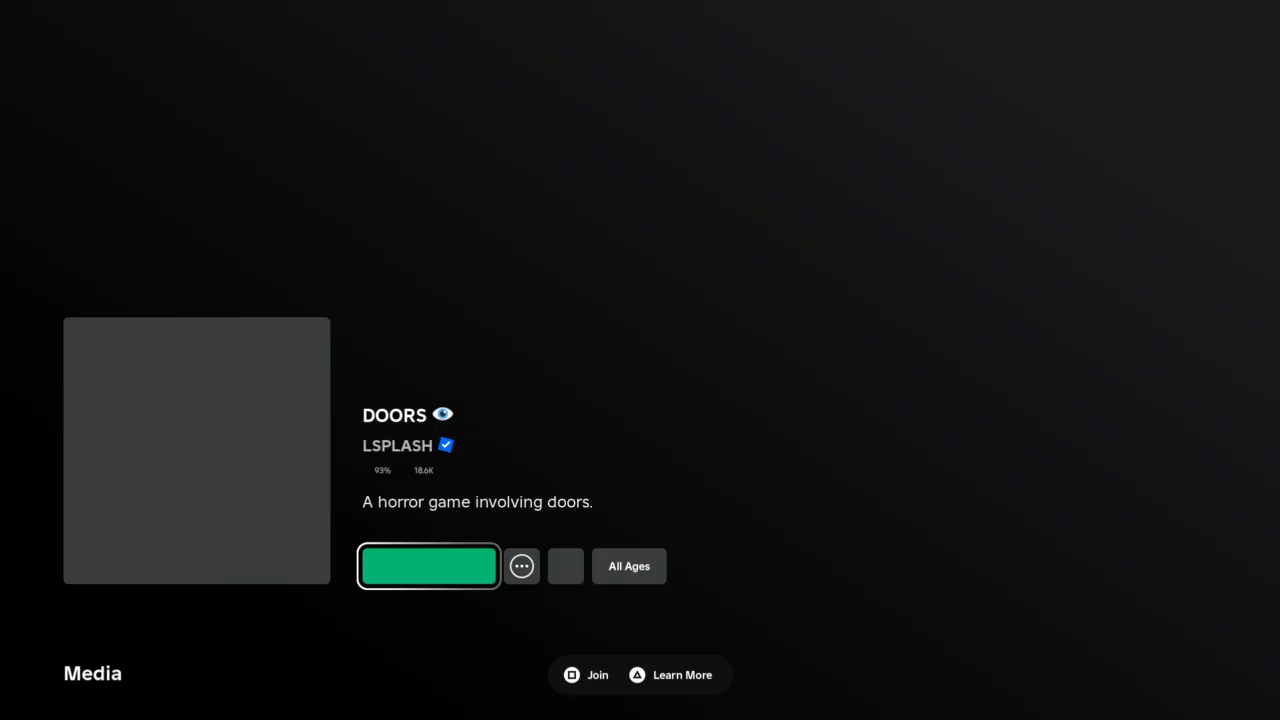 DOORS 👁️
LSPLASH
93% 18.6K
A horror game involving doors.
All Ages
Media
Join Learn More